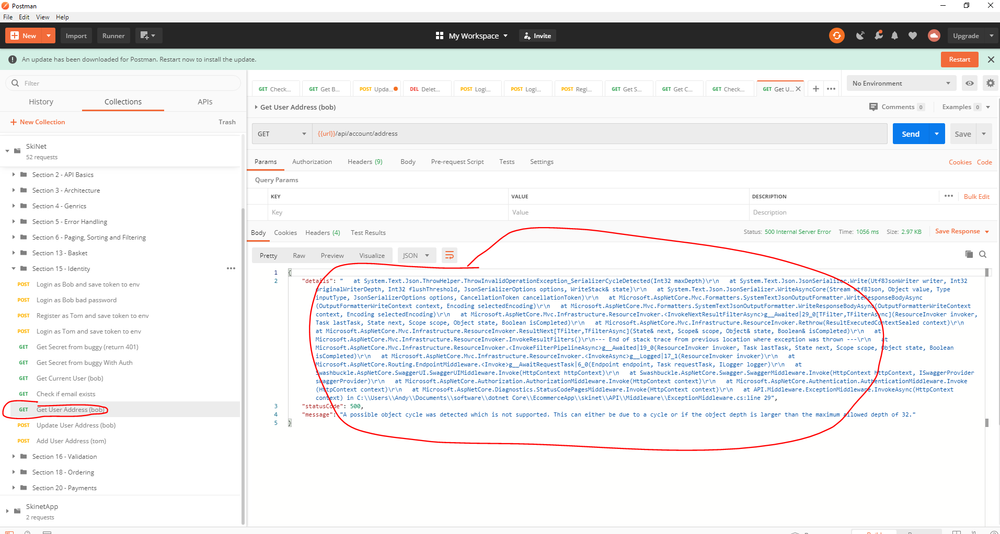 Postman
File Edit View Help
New Import Runner My Workspace Invite Upgrade
An update has been downloaded for Postman. Restart now to install the update. Restart
Filter
History Collections APIs
New Collection Trash
SkiNet
52 requests
Section 2 - API Basics
Section 3 - Architecture
Section 4 - Genrics
Section 5 - Error Handling
Section 6 - Paging, Sorting and Filtering
Section 13 - Basket
Section 15 - Identity
POST Login as Bob and save token to env
POST Login as Bob bad password
POST Register as Tom and save token to env
POST Login as Tom and save token to env
GET Get Secret from buggy (return 401)
GET Get Secret from buggy With Auth
GET Get Current User (bob)
GET Check if email exists
GET Get User Address (bob)
POST Update User Address (bob)
POST Add User Address (tom)
Section 16 - Validation
Section 18 - Ordering
Section 20 - Payments
SkinetApp
2 requests
GET Check... GET Get B... POST Upda... DEL Delet... POST Logi... POST Logi... POST Regi... GET Get S... GET Get C... GET Check... GET Get U... No Environment
Get User Address (bob) Comments 0 Examples 0
GET {{url}}/api/account/address Send Save
Params Authorization Headers (9) Body Pre-request Script Tests Settings Cookies Code
Query Params
KEY VALUE DESCRIPTION Bulk Edit
Key Value Description
Body Cookies Headers (4) Test Results Status: 500 Internal Server Error Time: 1056 ms Size: 2.97 KB Save Response
Pretty Raw Preview Visualize JSON
1 {
2 "details": "   at System.Text.Json.ThrowHelper.ThrowInvalidOperationException_SerializerCycleDetected(Int32 maxDepth)\r\n   at System.Text.Json.JsonSerializer.Write(Utf8JsonWriter writer, Int32
originalWriterDepth, Int32 flushThreshold, JsonSerializerOptions options, WriteStack& state)\r\n   at System.Text.Json.JsonSerializer.WriteAsyncCore(Stream utf8Json, Object value, Type
inputType, JsonSerializerOptions options, CancellationToken cancellationToken)\r\n   at Microsoft.AspNetCore.Mvc.Formatters.SystemTextJsonOutputFormatter.WriteResponseBodyAsync
(OutputFormatterWriteContext context, Encoding selectedEncoding)\r\n   at Microsoft.AspNetCore.Mvc.Formatters.SystemTextJsonOutputFormatter.WriteResponseBodyAsync(OutputFormatterWriteContext
context, Encoding selectedEncoding)\r\n   at Microsoft.AspNetCore.Mvc.Infrastructure.ResourceInvoker.<InvokeNextResultFilterAsync>g__Awaited|29_0[TFilter,TFilterAsync](ResourceInvoker invoker,
Task lastTask, State next, Scope scope, Object state, Boolean isCompleted)\r\n   at Microsoft.AspNetCore.Mvc.Infrastructure.ResourceInvoker.Rethrow(ResultExecutedContextSealed context)\r\n
at Microsoft.AspNetCore.Mvc.Infrastructure.ResourceInvoker.ResultNext[TFilter,TFilterAsync](State& next, Scope& scope, Object& state, Boolean& isCompleted)\r\n   at
Microsoft.AspNetCore.Mvc.Infrastructure.ResourceInvoker.InvokeResultFilters()\r\n--- End of stack trace from previous location where exception was thrown ---\r\n   at
Microsoft.AspNetCore.Mvc.Infrastructure.ResourceInvoker.<InvokeFilterPipelineAsync>g__Awaited|19_0(ResourceInvoker invoker, Task lastTask, State next, Scope scope, Object state, Boolean
isCompleted)\r\n   at Microsoft.AspNetCore.Mvc.Infrastructure.ResourceInvoker.<InvokeAsync>g__Logged|17_1(ResourceInvoker invoker)\r\n   at
Microsoft.AspNetCore.Routing.EndpointMiddleware.<Invoke>g__AwaitRequestTask|6_0(Endpoint endpoint, Task requestTask, ILogger logger)\r\n   at
Swashbuckle.AspNetCore.SwaggerUI.SwaggerUIMiddleware.Invoke(HttpContext httpContext)\r\n   at Swashbuckle.AspNetCore.Swagger.SwaggerMiddleware.Invoke(HttpContext httpContext, ISwaggerProvider
swaggerProvider)\r\n   at Microsoft.AspNetCore.Authorization.AuthorizationMiddleware.Invoke(HttpContext context)\r\n   at Microsoft.AspNetCore.Authentication.AuthenticationMiddleware.Invoke
(HttpContext context)\r\n   at Microsoft.AspNetCore.Diagnostics.StatusCodePagesMiddleware.Invoke(HttpContext context)\r\n   at API.Middleware.ExceptionMiddleware.InvokeAsync(HttpContext
context) in C:\\Users\\Andy\\Documents\\software\\dotnet Core\\EcommerceApp\\skinet\\API\\Middleware\\ExceptionMiddleware.cs:line 29",
3 "statusCode": 500,
4 "message": "A possible object cycle was detected which is not supported. This can either be due to a cycle or if the object depth is larger than the maximum allowed depth of 32."
5 }